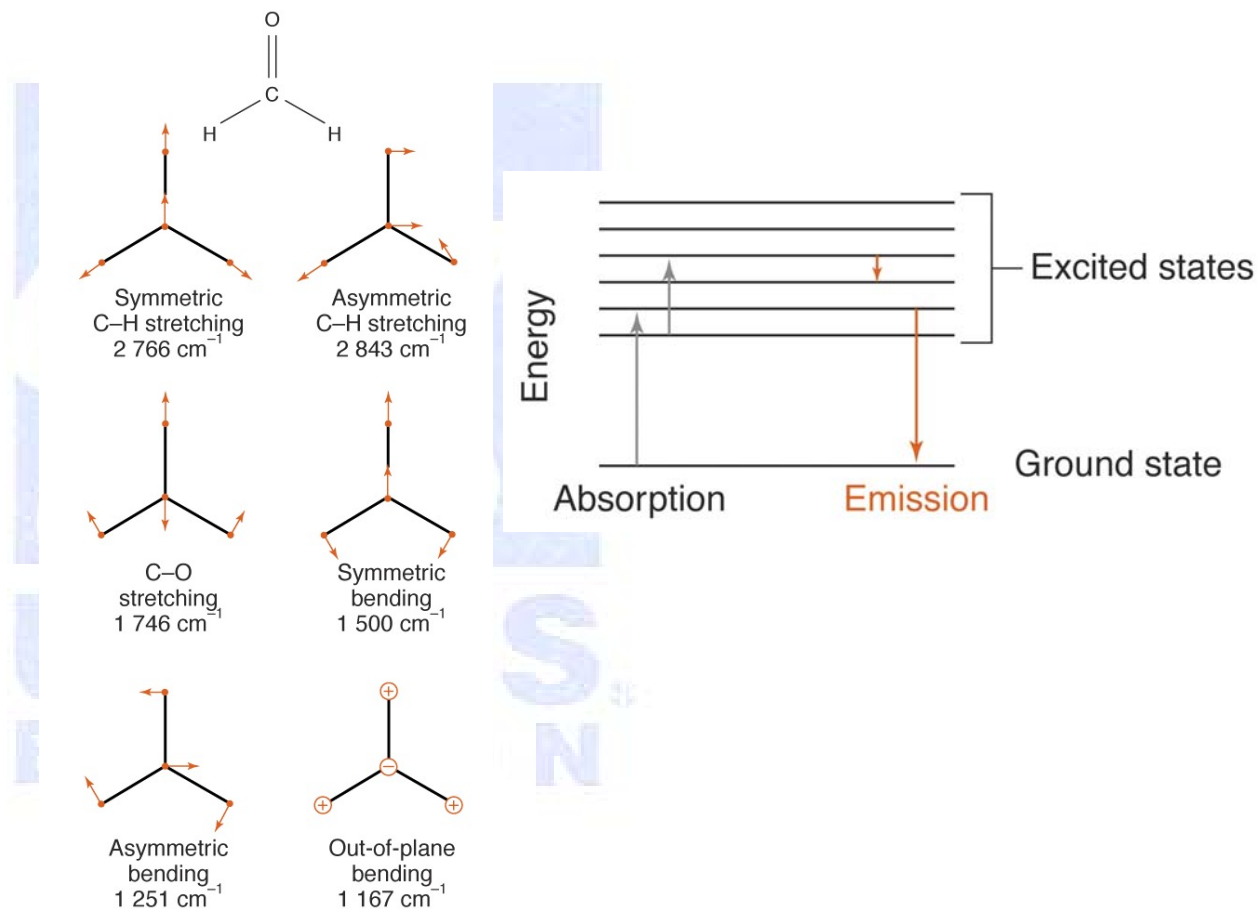 O
C
H H
Symmetric
C–H stretching
2 766 cm⁻¹
Asymmetric
C–H stretching
2 843 cm⁻¹
C–O
stretching
1 746 cm⁻¹
Symmetric
bending
1 500 cm⁻¹
Asymmetric
bending
1 251 cm⁻¹
+
−
+ +
Out-of-plane
bending
1 167 cm⁻¹
Energy
Excited states
Ground state
Absorption
Emission
S
N